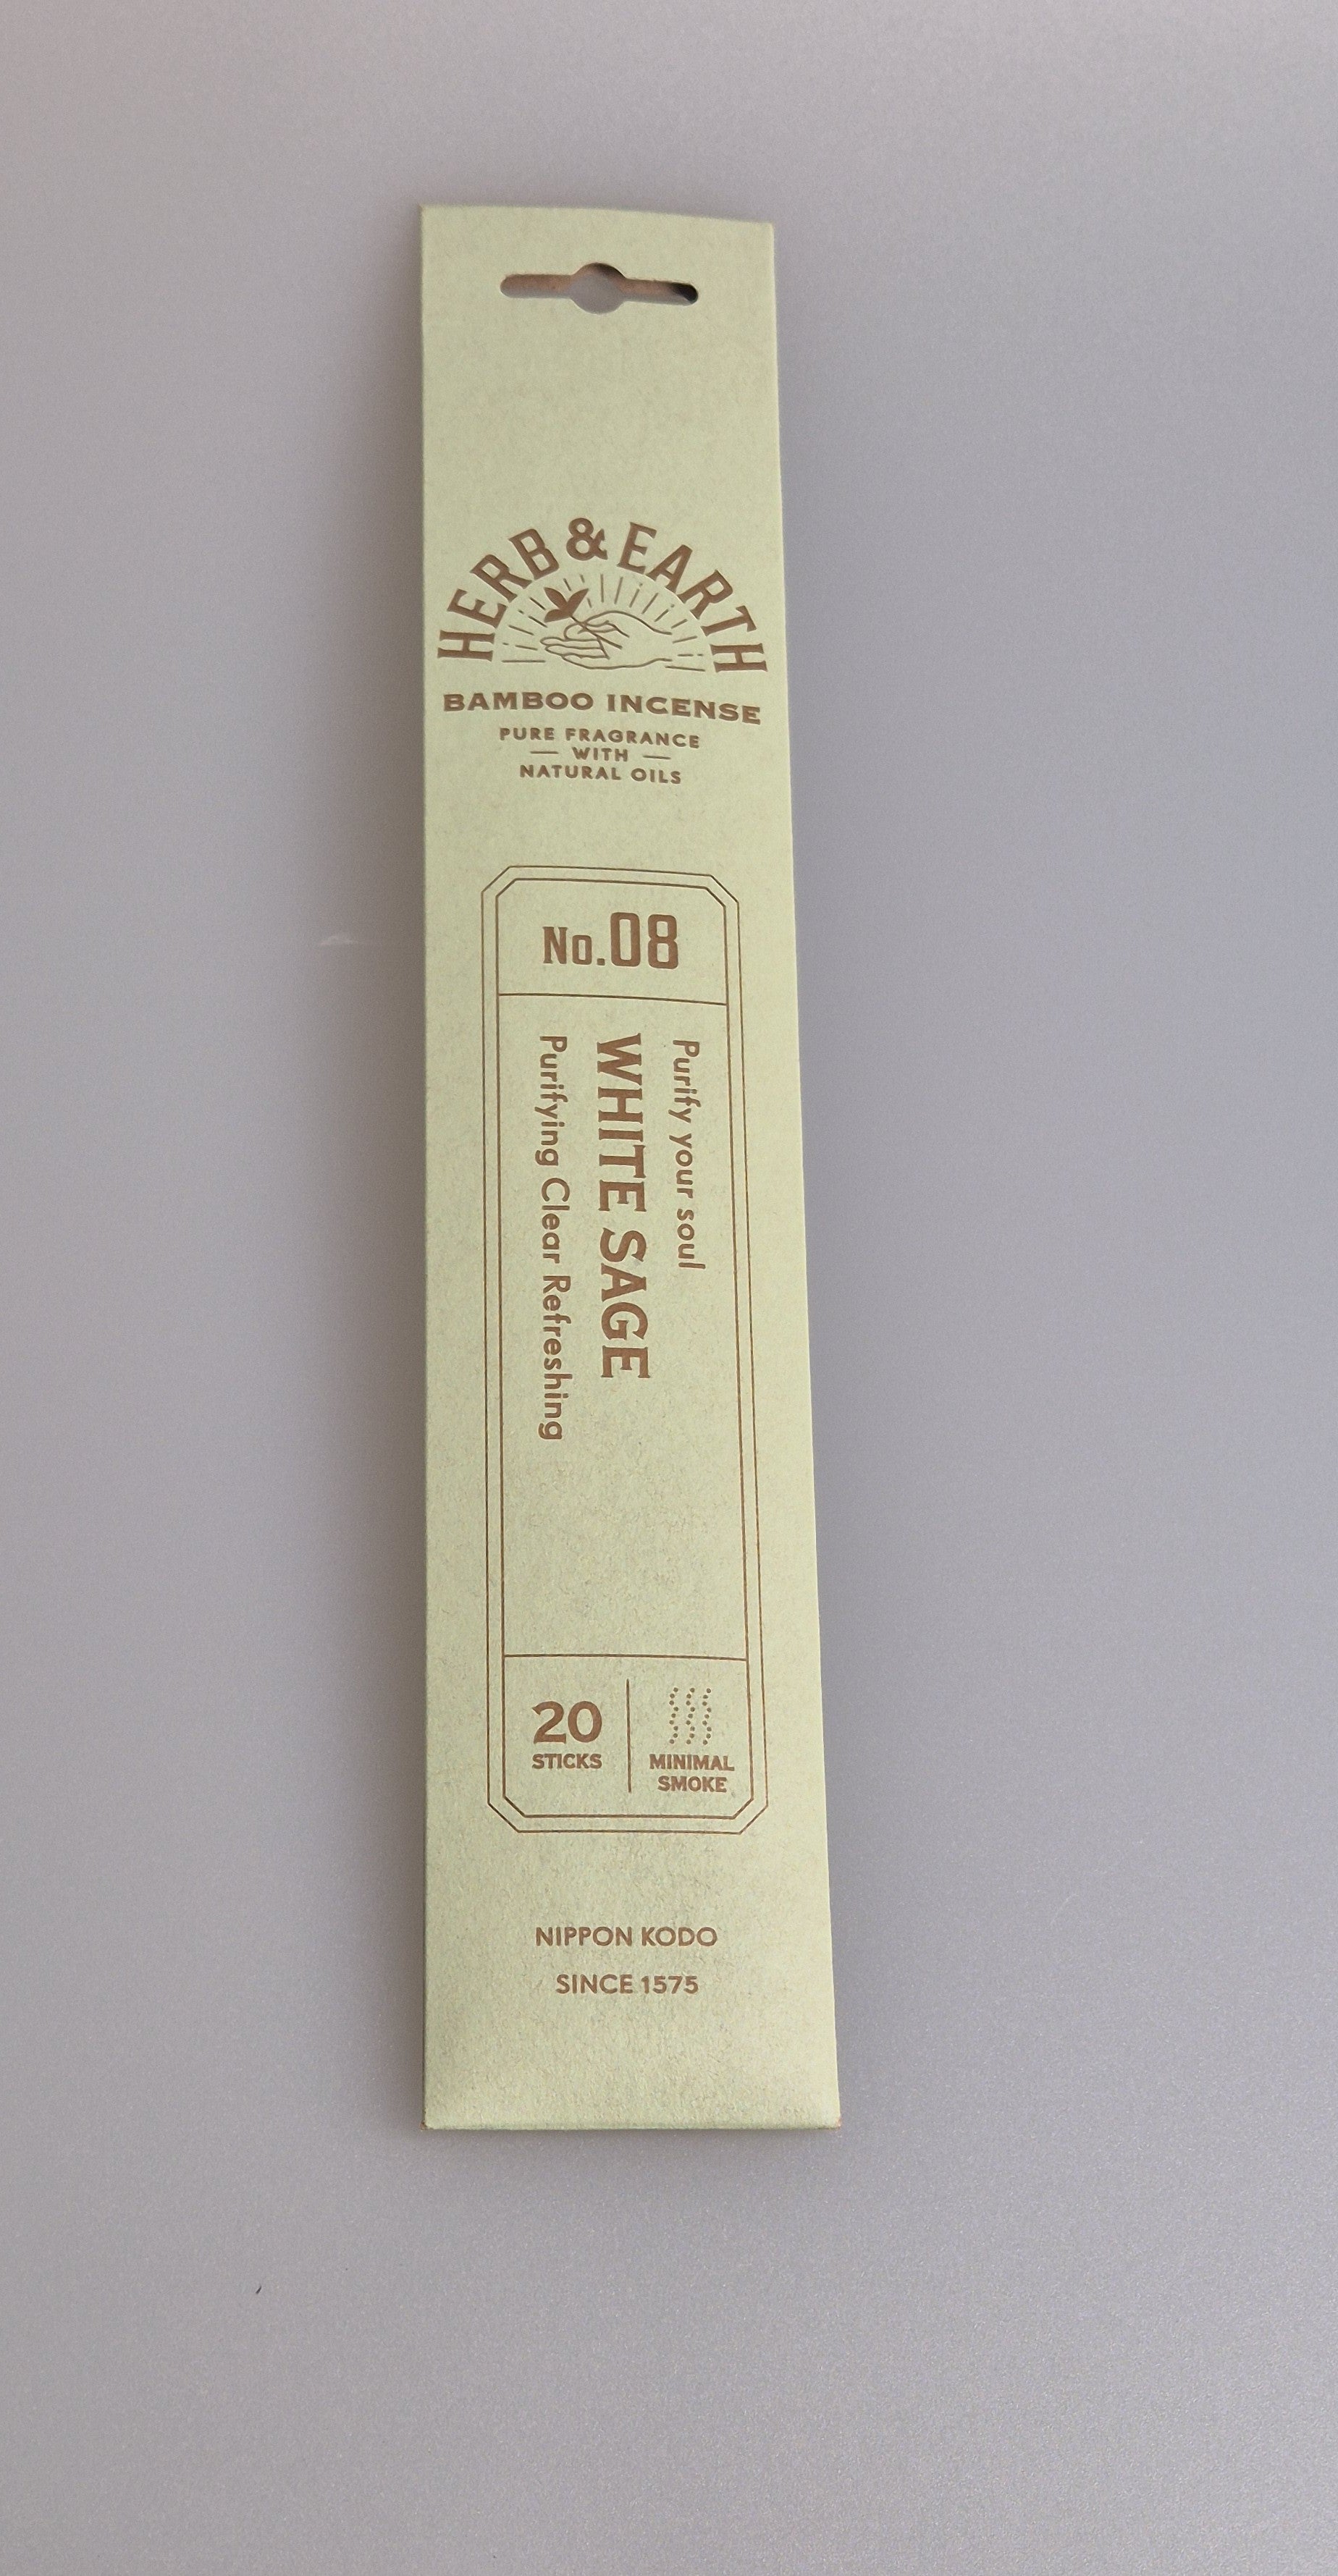 HERB & EARTH
BAMBOO INCENSE
PURE FRAGRANCE
WITH
NATURAL OILS
No.08
Purify your soul
WHITE SAGE
Purifying Clear Refreshing
20
STICKS
MINIMAL
SMOKE
NIPPON KODO
SINCE 1575